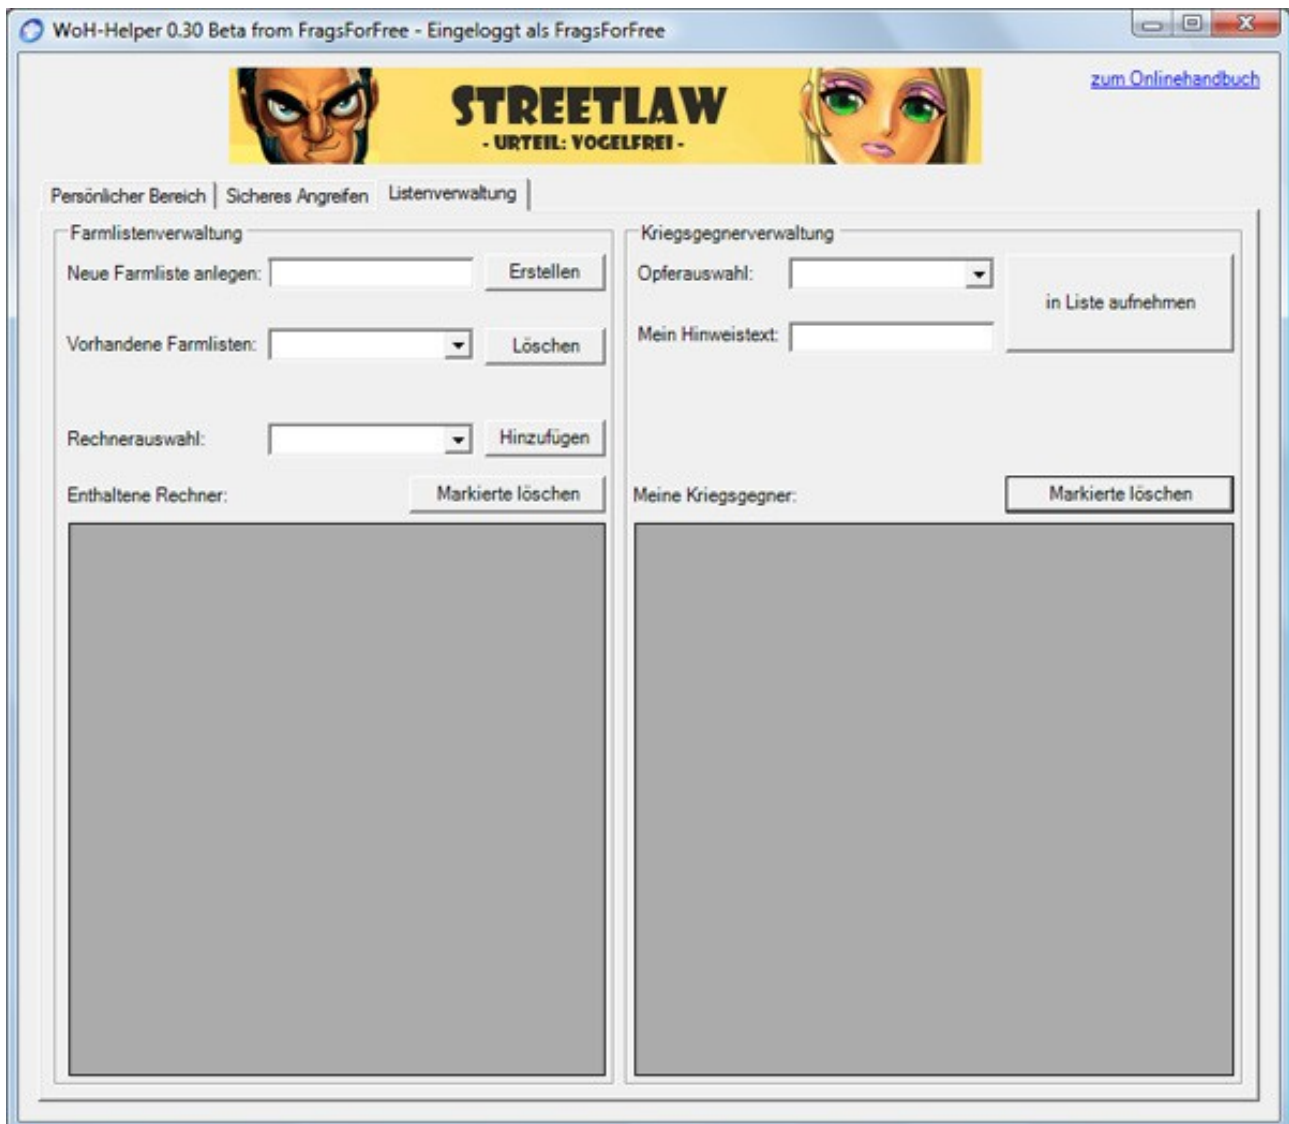 WoH-Helper 0.30 Beta from FragsForFree - Eingeloggt als FragsForFree
zum Onlinehandbuch
STREETLAW
- URTEIL: VOGELFREI -
Persönlicher Bereich
Sicheres Angreifen
Listenverwaltung
Farmlistenverwaltung
Neue Farmliste anlegen:
Erstellen
Vorhandene Farmlisten:
Löschen
Rechnerauswahl:
Hinzufügen
Enthaltene Rechner:
Markierte löschen
Kriegsgegnerverwaltung
Opferauswahl:
in Liste aufnehmen
Mein Hinweistext:
Meine Kriegsgegner:
Markierte löschen